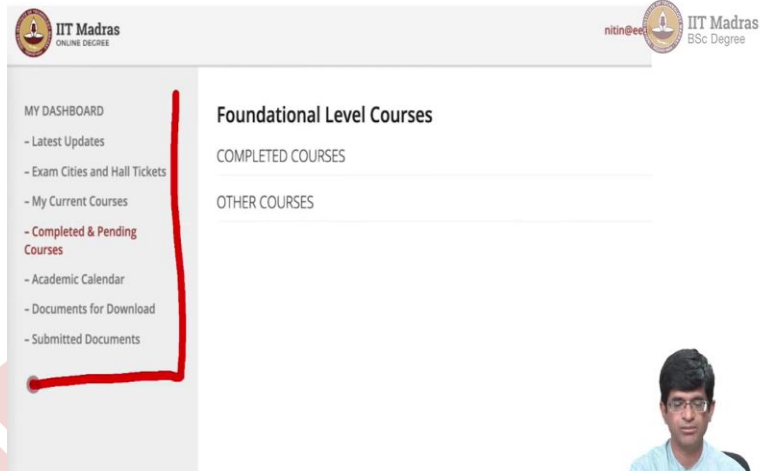 IIT Madras
ONLINE DEGREE
nitin@ee
IIT Madras
BSc Degree
MY DASHBOARD
– Latest Updates
– Exam Cities and Hall Tickets
– My Current Courses
– Completed & Pending
Courses
– Academic Calendar
– Documents for Download
– Submitted Documents
Foundational Level Courses
COMPLETED COURSES
OTHER COURSES